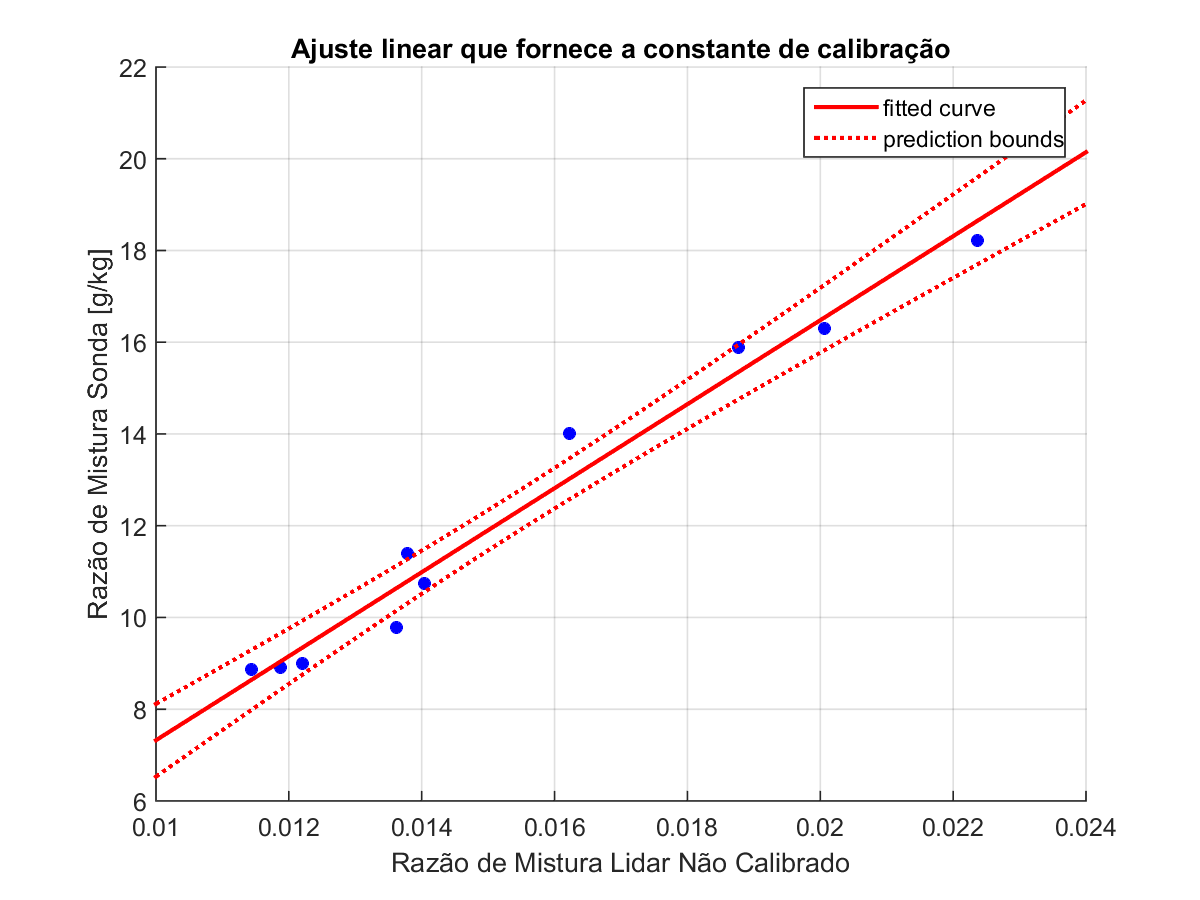 Ajuste linear que fornece a constante de calibração
fitted curve
prediction bounds
22
20
18
16
14
12
10
8
6
0.01 0.012 0.014 0.016 0.018 0.02 0.022 0.024
Razão de Mistura Sonda [g/kg]
Razão de Mistura Lidar Não Calibrado